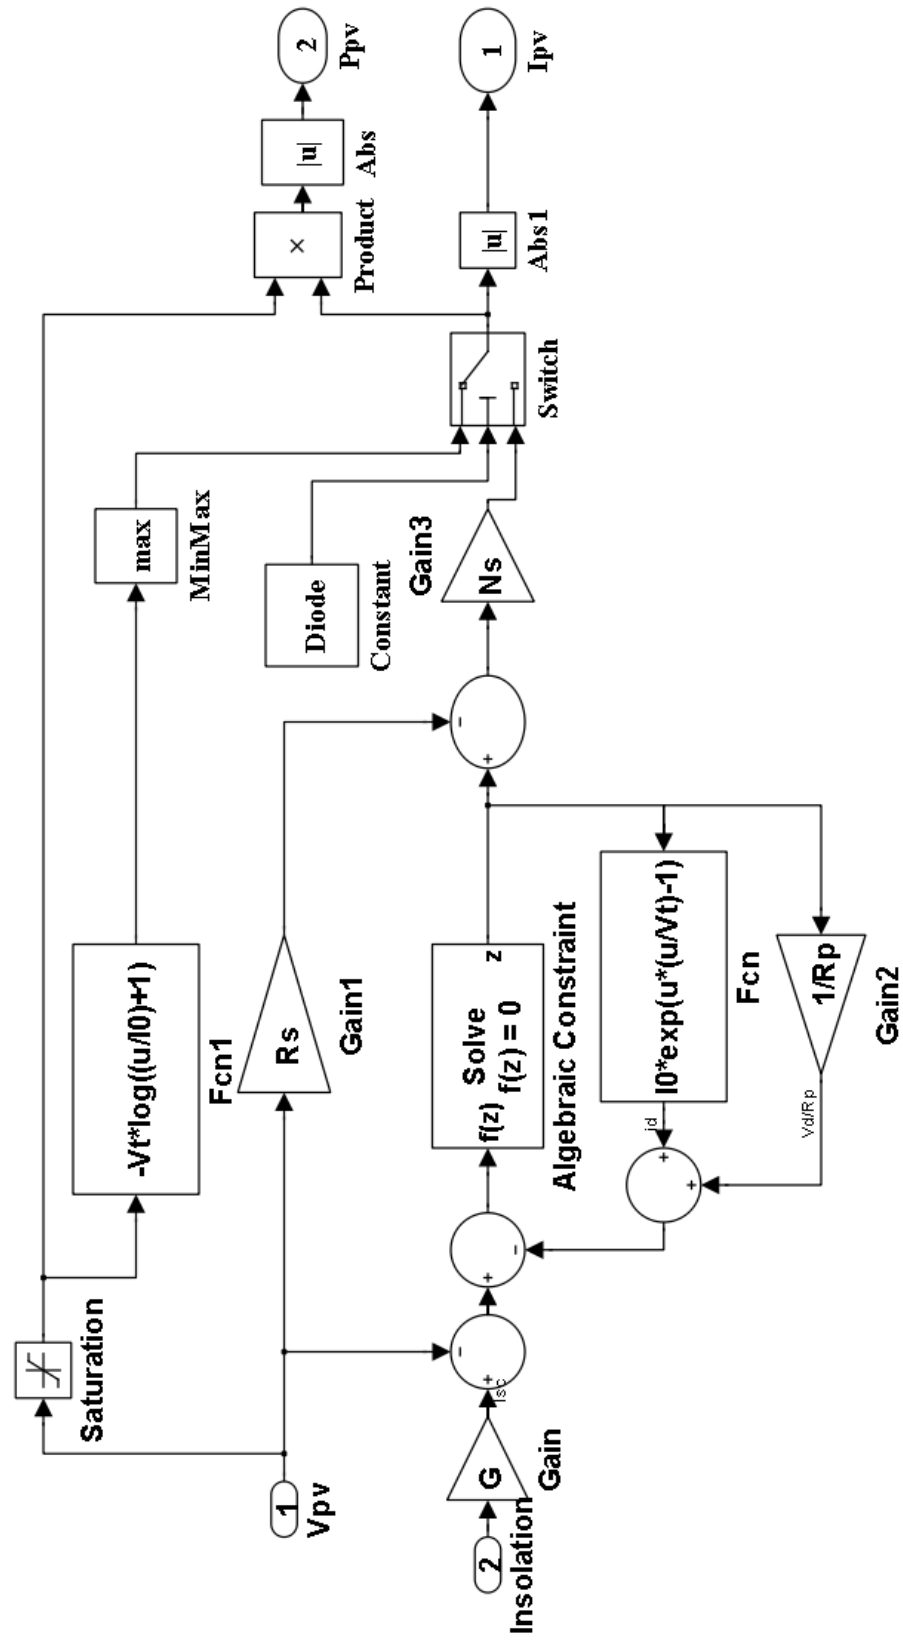 1
Vpv
Saturation
-Vt*log((u/I0)+1)
Fcn1
max
MinMax
×
Product
|u|
Abs
2
Ppv
Rs
Gain1
Diode
Constant
2
Insolation
G
Gain
Isc
+
-
+
-
f(z) Solve z
f(z) = 0
Algebraic Constraint
+
-
Ns
Gain3
Switch
|u|
Abs1
1
Ipv
+
+
id
I0*exp(u*(u/Vt)-1)
Fcn
Vd/Rp
1/Rp
Gain2